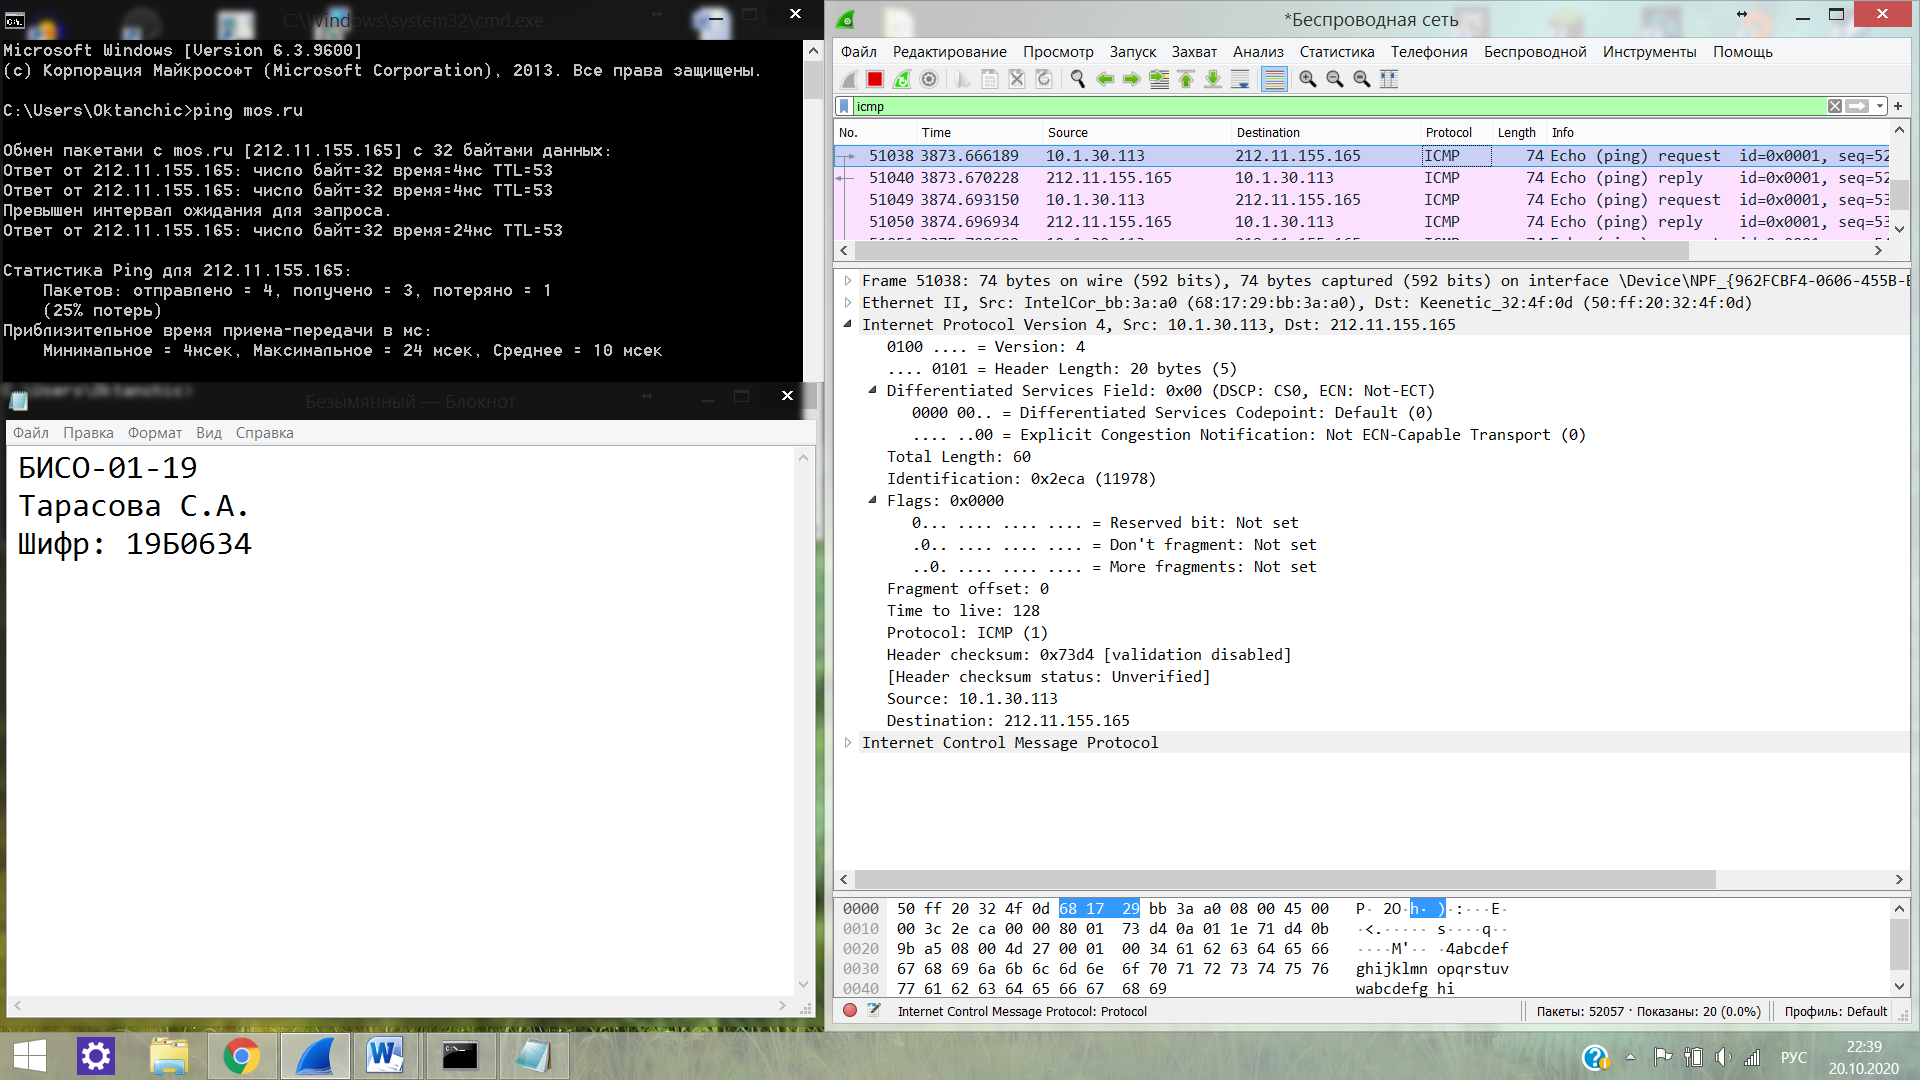 C:\Windows\system32\cmd.exe
Microsoft Windows [Version 6.3.9600]
(c) Корпорация Майкрософт (Microsoft Corporation), 2013. Все права защищены.
C:\Users\Oktanchic>ping mos.ru
Обмен пакетами с mos.ru [212.11.155.165] с 32 байтами данных:
Ответ от 212.11.155.165: число байт=32 время=4мс TTL=53
Ответ от 212.11.155.165: число байт=32 время=4мс TTL=53
Превышен интервал ожидания для запроса.
Ответ от 212.11.155.165: число байт=32 время=24мс TTL=53
Статистика Ping для 212.11.155.165:
Пакетов: отправлено = 4, получено = 3, потеряно = 1
(25% потерь)
Приблизительное время приема-передачи в мс:
Минимальное = 4мсек, Максимальное = 24 мсек, Среднее = 10 мсек
Безымянный — Блокнот
Файл Правка Формат Вид Справка
БИСО-01-19
Тарасова С.А.
Шифр: 19Б0634
*Беспроводная сеть
Файл Редактирование Просмотр Запуск Захват Анализ Статистика Телефония Беспроводной Инструменты Помощь
icmp
No. Time Source Destination Protocol Length Info
51038 3873.666189 10.1.30.113 212.11.155.165 ICMP 74 Echo (ping) request id=0x0001, seq=52
51040 3873.670228 212.11.155.165 10.1.30.113 ICMP 74 Echo (ping) reply id=0x0001, seq=52
51049 3874.693150 10.1.30.113 212.11.155.165 ICMP 74 Echo (ping) request id=0x0001, seq=53
51050 3874.696934 212.11.155.165 10.1.30.113 ICMP 74 Echo (ping) reply id=0x0001, seq=53
Frame 51038: 74 bytes on wire (592 bits), 74 bytes captured (592 bits) on interface \Device\NPF_{962FCBF4-0606-455B-
Ethernet II, Src: IntelCor_bb:3a:a0 (68:17:29:bb:3a:a0), Dst: Keenetic_32:4f:0d (50:ff:20:32:4f:0d)
Internet Protocol Version 4, Src: 10.1.30.113, Dst: 212.11.155.165
0100 .... = Version: 4
.... 0101 = Header Length: 20 bytes (5)
Differentiated Services Field: 0x00 (DSCP: CS0, ECN: Not-ECT)
0000 00.. = Differentiated Services Codepoint: Default (0)
.... ..00 = Explicit Congestion Notification: Not ECN-Capable Transport (0)
Total Length: 60
Identification: 0x2eca (11978)
Flags: 0x0000
0... .... .... .... = Reserved bit: Not set
.0.. .... .... .... = Don't fragment: Not set
..0. .... .... .... = More fragments: Not set
Fragment offset: 0
Time to live: 128
Protocol: ICMP (1)
Header checksum: 0x73d4 [validation disabled]
[Header checksum status: Unverified]
Source: 10.1.30.113
Destination: 212.11.155.165
Internet Control Message Protocol
0000 50 ff 20 32 4f 0d 68 17 29 bb 3a a0 08 00 45 00 P· 2O·h· )·:···E·
0010 00 3c 2e ca 00 00 80 01 73 d4 0a 01 1e 71 d4 0b ·<.····· s····q··
0020 9b a5 08 00 4d 27 00 01 00 34 61 62 63 64 65 66 ····M'·· ·4abcdef
0030 67 68 69 6a 6b 6c 6d 6e 6f 70 71 72 73 74 75 76 ghijklmn opqrstuv
0040 77 61 62 63 64 65 66 67 68 69 wabcdefg hi
Internet Control Message Protocol: Protocol
Пакеты: 52057 · Показаны: 20 (0.0%)
Профиль: Default
РУС
22:39
20.10.2020